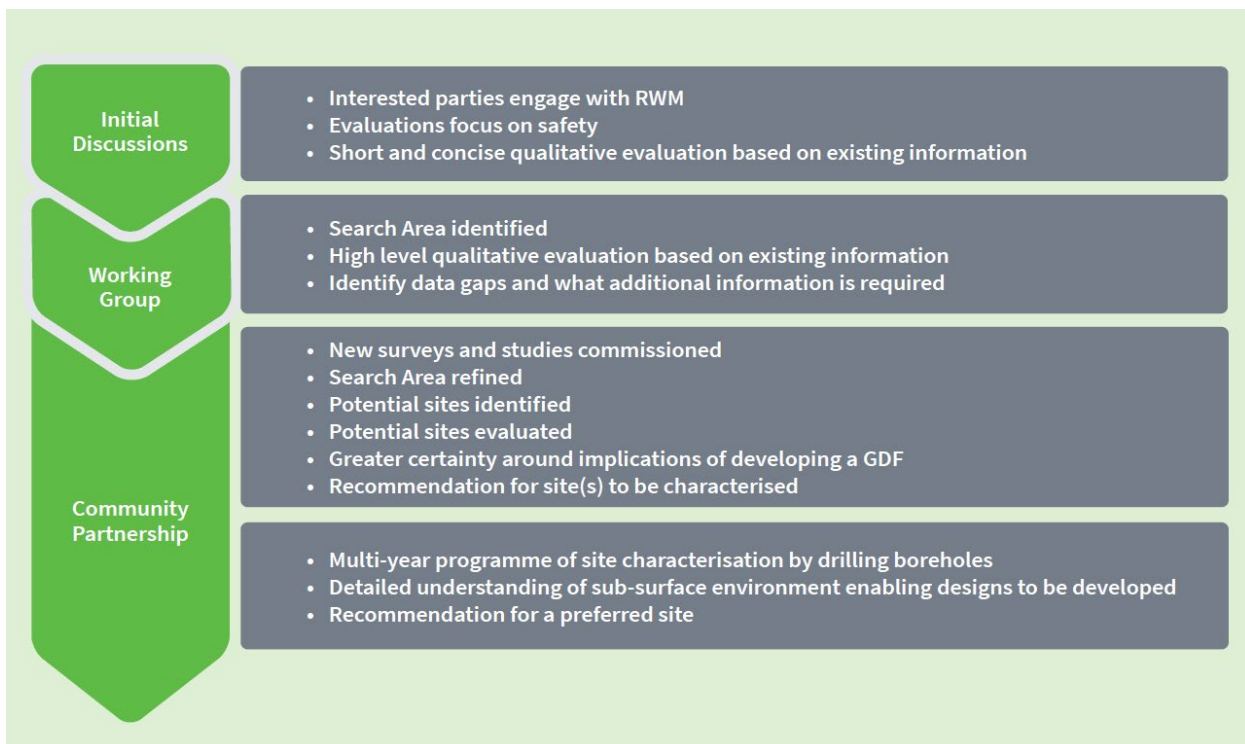 Initial
Discussions
• Interested parties engage with RWM
• Evaluations focus on safety
• Short and concise qualitative evaluation based on existing information
Working
Group
• Search Area identified
• High level qualitative evaluation based on existing information
• Identify data gaps and what additional information is required
Community
Partnership
• New surveys and studies commissioned
• Search Area refined
• Potential sites identified
• Potential sites evaluated
• Greater certainty around implications of developing a GDF
• Recommendation for site(s) to be characterised
• Multi-year programme of site characterisation by drilling boreholes
• Detailed understanding of sub-surface environment enabling designs to be developed
• Recommendation for a preferred site